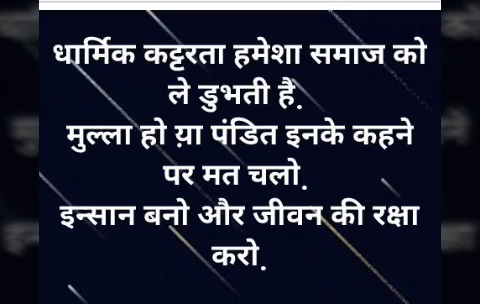 धार्मिक कट्टरता हमेशा समाज को
ले डुभती है.
मुल्ला हो य़ा पंडित इनके कहने
पर मत चलो.
इन्सान बनो और जीवन की रक्षा
करो.